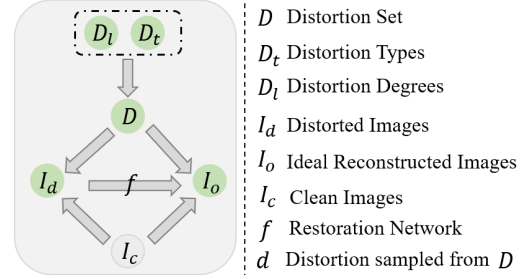 D_l D_t
D
I_d f I_o
I_c
D Distortion Set
D_t Distortion Types
D_l Distortion Degrees
I_d Distorted Images
I_o Ideal Reconstructed Images
I_c Clean Images
f Restoration Network
d Distortion sampled from D